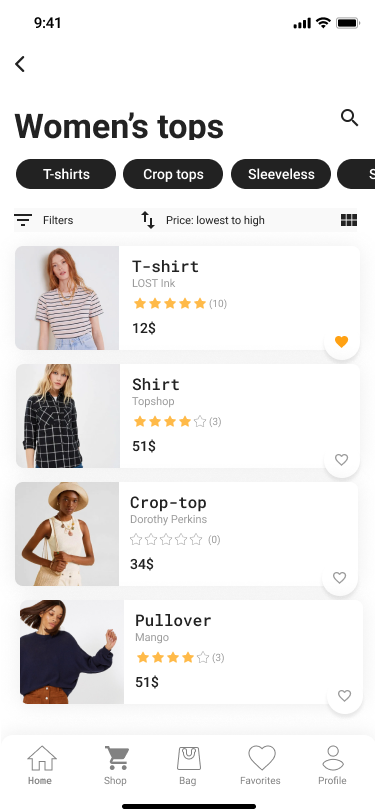 9:41
Women's tops
T-shirts Crop tops Sleeveless S
Filters Price: lowest to high
T-shirt
LOST Ink
(10)
12$
Shirt
Topshop
(3)
51$
Crop-top
Dorothy Perkins
(0)
34$
Pullover
Mango
(3)
51$
Home Shop Bag Favorites Profile